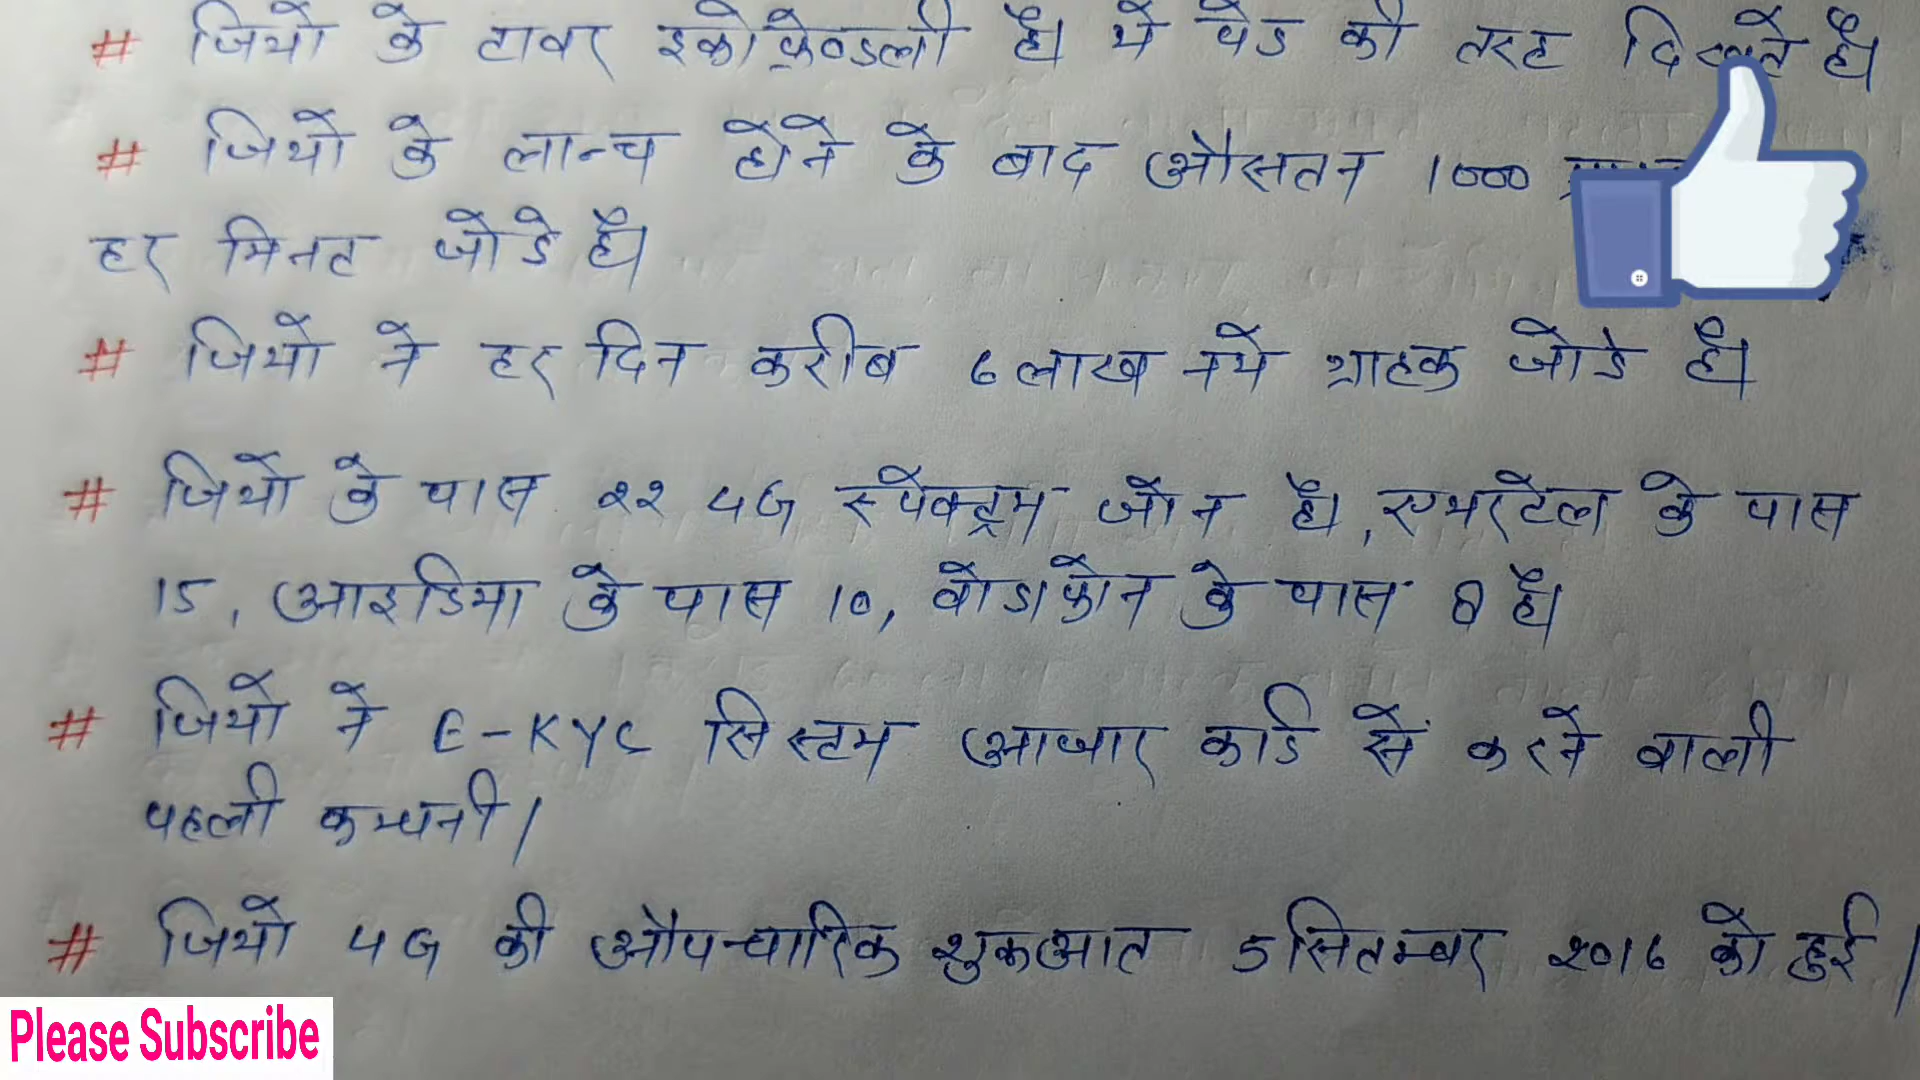 # जियो के टावर इकोफ्रेण्डली है। ये पेड की तरह दिखते है।
# जियो के लान्च होने के बाद औसतन 1000
हर मिनट जोडे है।
# जियो ने हर दिन करीब 6 लाख नये ग्राहक जोडे है।
# जियो के पास 22 4G स्पेक्ट्रम जोन है, एयरटेल के पास
15, आइडिया के पास 10, वोडाफोन के पास 8 है।
# जियो ने E-KYC सिस्टम आधार कार्ड से करने वाली
पहली कम्पनी।
# जियो 4G की औपचारिक शुरूआत 5 सितम्बर 2016 को हुई।
Please Subscribe